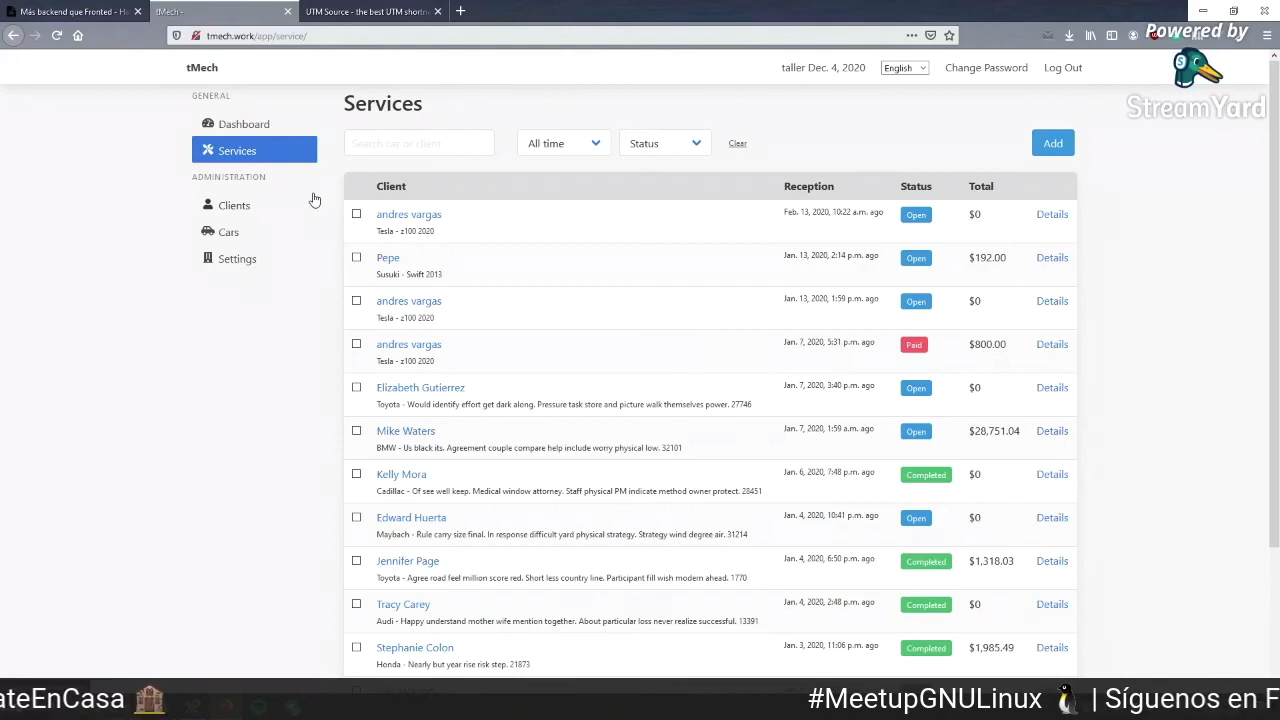 Más backend que Fronted - Ha
tMech -
UTM Source - the best UTM shortne
tmech.work/app/service/
Powered by
StreamYard
tMech
taller Dec. 4, 2020
English
Change Password
Log Out
GENERAL
Dashboard
Services
ADMINISTRATION
Clients
Cars
Settings
Services
Search car or client
All time
Status
Clear
Add
Client Reception Status Total
andres vargas Feb. 13, 2020, 10:22 a.m. ago Open $0 Details
Tesla - z100 2020
Pepe Jan. 13, 2020, 2:14 p.m. ago Open $192.00 Details
Susuki - Swift 2013
andres vargas Jan. 13, 2020, 1:59 p.m. ago Open $0 Details
Tesla - z100 2020
andres vargas Jan. 7, 2020, 5:31 p.m. ago Paid $800.00 Details
Tesla - z100 2020
Elizabeth Gutierrez Jan. 7, 2020, 3:40 p.m. ago Open $0 Details
Toyota - Would identify effort get dark along. Pressure task store and picture walk themselves power. 27746
Mike Waters Jan. 7, 2020, 1:59 a.m. ago Open $28,751.04 Details
BMW - Us black its. Agreement couple compare help include worry physical low. 32101
Kelly Mora Jan. 6, 2020, 7:48 p.m. ago Completed $0 Details
Cadillac - Of see well keep. Medical window attorney. Staff physical PM indicate method owner protect. 28451
Edward Huerta Jan. 4, 2020, 10:41 p.m. ago Open $0 Details
Maybach - Rule carry size final. In response difficult yard physical strategy. Strategy wind degree air. 31214
Jennifer Page Jan. 4, 2020, 6:50 p.m. ago Completed $1,318.03 Details
Toyota - Agree road feel million score red. Short less country line. Participant fill wish modern ahead. 1770
Tracy Carey Jan. 4, 2020, 2:48 p.m. ago Completed $0 Details
Audi - Happy understand mother wife mention together. About particular loss never realize successful. 13391
Stephanie Colon Jan. 3, 2020, 11:06 p.m. ago Completed $1,985.49 Details
Honda - Nearly but year rise risk step. 21873
ateEnCasa #MeetupGNULinux | Síguenos en F